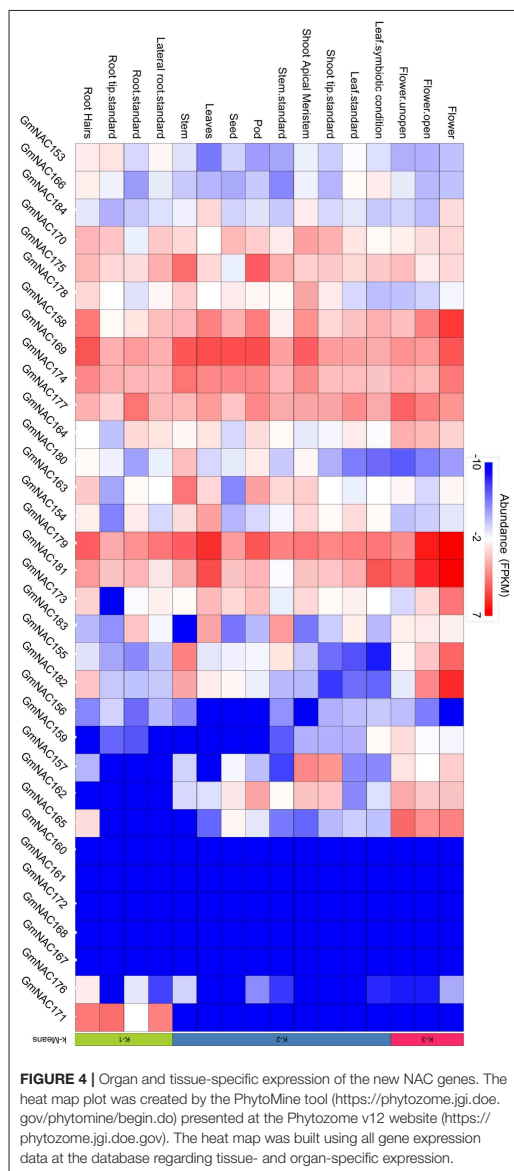 Flower
Flower.open
Flower.unopen
Leaf.symbiotic condition
Leaf.standard
Shoot tip.standard
Shoot Apical Meristem
Stem.standard
Pod
Seed
Leaves
Stem
Lateral root.standard
Root.standard
Root tip.standard
Root Hairs
GmNAC153
GmNAC166
GmNAC184
GmNAC170
GmNAC175
GmNAC178
GmNAC158
GmNAC169
GmNAC174
GmNAC177
GmNAC164
GmNAC180
GmNAC163
GmNAC154
GmNAC179
GmNAC181
GmNAC173
GmNAC183
GmNAC155
GmNAC182
GmNAC156
GmNAC159
GmNAC157
GmNAC162
GmNAC165
GmNAC160
GmNAC161
GmNAC172
GmNAC168
GmNAC167
GmNAC176
GmNAC171
Abundance (FPKM)
-10
-2
7
k-Means
K-1
K-2
K-3
FIGURE 4 | Organ and tissue-specific expression of the new NAC genes. The
heat map plot was created by the PhytoMine tool (https://phytozome.jgi.doe.
gov/phytomine/begin.do) presented at the Phytozome v12 website (https://
phytozome.jgi.doe.gov). The heat map was built using all gene expression
data at the database regarding tissue- and organ-specific expression.